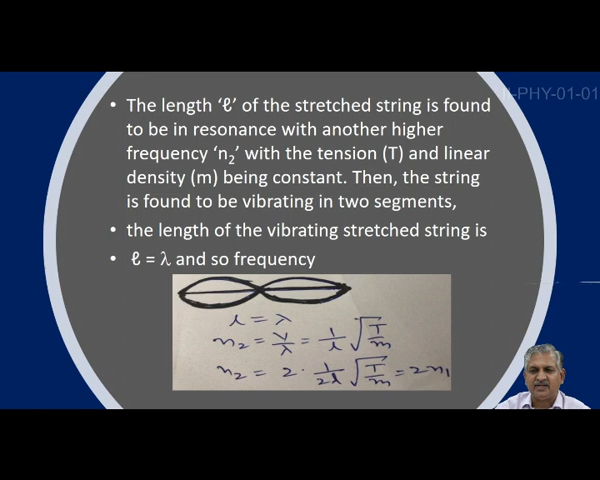 -PHY-01-01
• The length ‘ℓ’ of the stretched string is found
to be in resonance with another higher
frequency ‘n₂’ with the tension (T) and linear
density (m) being constant. Then, the string
is found to be vibrating in two segments,
• the length of the vibrating stretched string is
• ℓ = λ and so frequency
l = λ
n₂ = v/λ = 1/l √T/m
n₂ = 2 · 1/2l √T/m = 2n₁